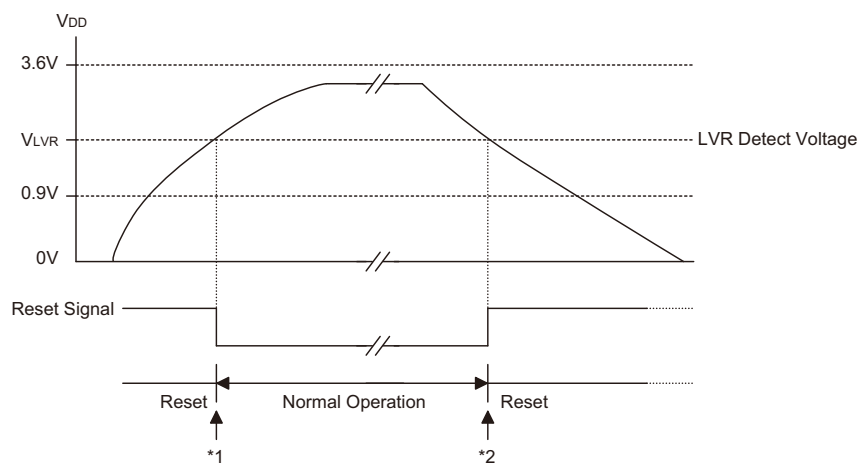 VDD
3.6V
VLVR
LVR Detect Voltage
0.9V
0V
Reset Signal
Reset
Normal Operation
Reset
*1
*2